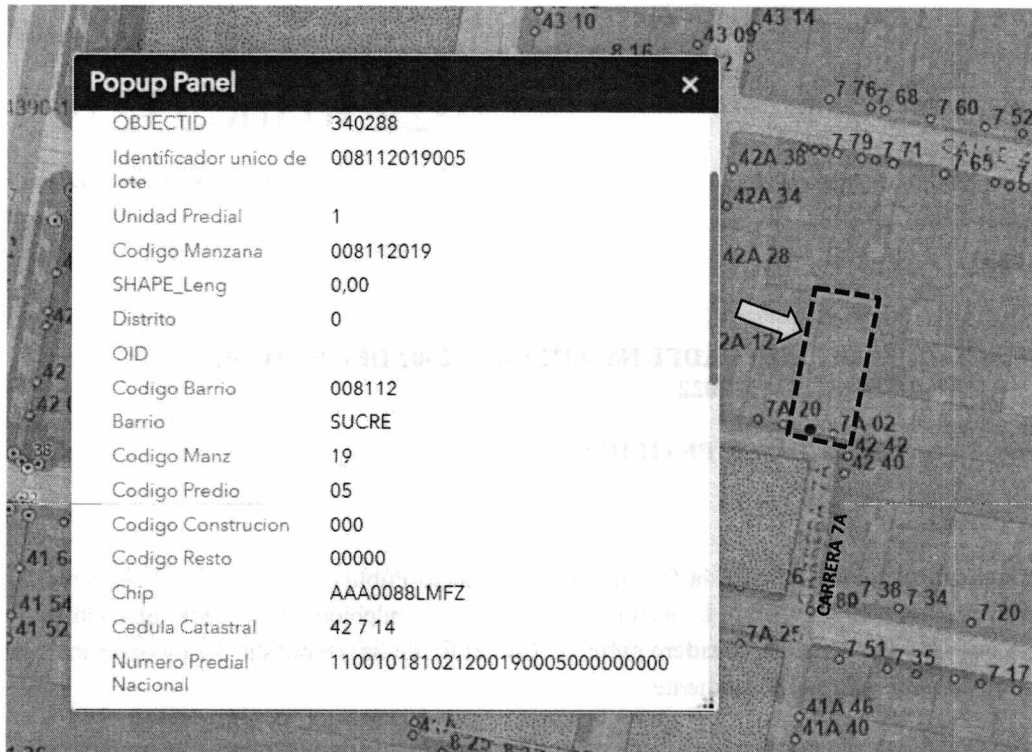 43 10
43 14
43 09
8 16
Popup Panel ×
OBJECTID 340288
Identificador unico de lote 008112019005
Unidad Predial 1
Codigo Manzana 008112019
SHAPE_Leng 0,00
Distrito 0
OID
Codigo Barrio 008112
Barrio SUCRE
Codigo Manz 19
Codigo Predio 05
Codigo Construcion 000
Codigo Resto 00000
Chip AAA0088LMFZ
Cedula Catastral 42 7 14
Numero Predial Nacional 110010181021200190005000000000
7 76
7 68
7 60
7 52
CALLE
42A 38
7 79
7 71
7 65
42A 34
42A 28
2A 12
7A 20
7A 02
42 42
42 40
CARRERA 7A
7 38
7 34
7 20
7A 25
7 51
7 35
7 17
41A 46
41A 40
41 54
41 52
8 25